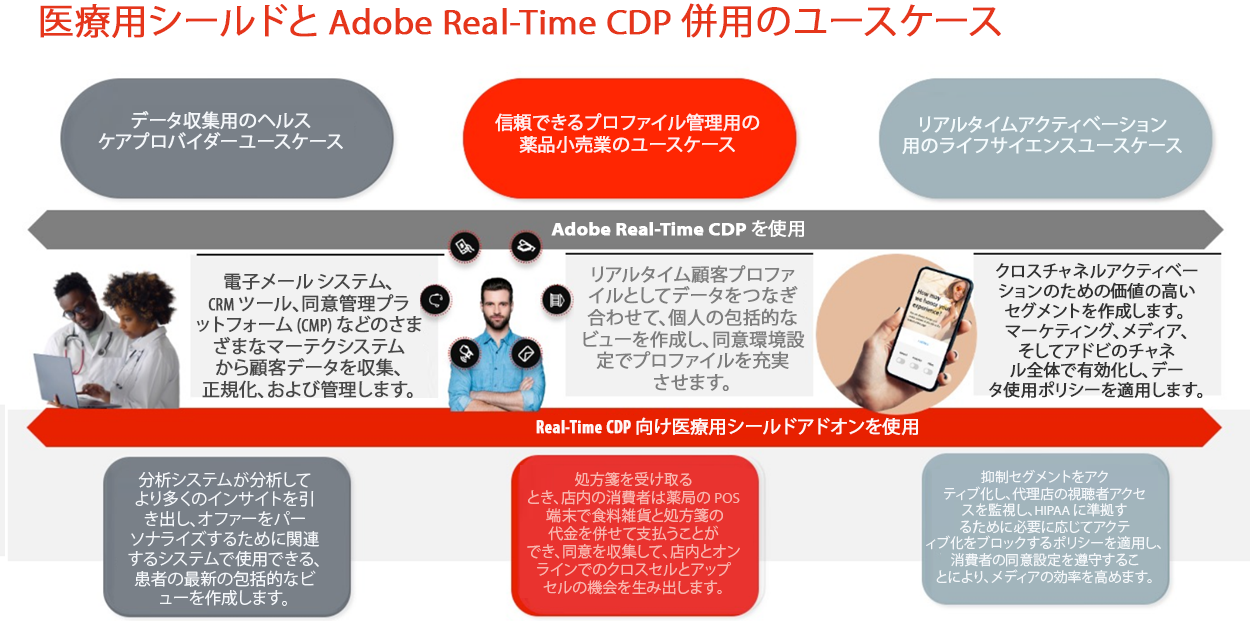 医療用シールドと Adobe Real-Time CDP 併用のユースケース
データ収集用のヘルス
ケアプロバイダーユースケース
信頼できるプロファイル管理用の
薬品小売業のユースケース
リアルタイムアクティベーション
用のライフサイエンスユースケース
Adobe Real-Time CDP を使用
電子メール システム、
CRM ツール、同意管理プラ
ットフォーム (CMP) などのさま
ざまなマーテクシステム
から顧客データを収集、
正規化、および管理します。
リアルタイム顧客プロファ
イルとしてデータをつなぎ
合わせて、個人の包括的な
ビューを作成し、同意環境設
定でプロファイルを充実
させます。
How may
we funnce your
experience?
クロスチャネルアクティベー
ションのための価値の高い
セグメントを作成します。
マーケティング、メディア、
そしてアドビのチャネ
ル全体で有効化し、デー
タ使用ポリシーを適用します。
Real-Time CDP 向け医療用シールドアドオンを使用
分析システムが分析して
より多くのインサイトを引
き出し、オファーをパー
ソナライズするために関連
するシステムで使用できる、
患者の最新の包括的なビ
ューを作成します。
処方箋を受け取る
とき、店内の消費者は薬局の POS
端末で食料雑貨と処方箋の
代金を併せて支払うことが
でき、同意を収集して、店内とオン
ラインでのクロスセルとアップ
セルの機会を生み出します。
抑制セグメントをアク
ティブ化し、代理店の視聴者アクセ
スを監視し、HIPAA に準拠す
るために必要に応じてアクテ
ィブ化をブロックするポリシーを適用し、
消費者の同意設定を遵守するこ
とにより、メディアの効率を高めます。